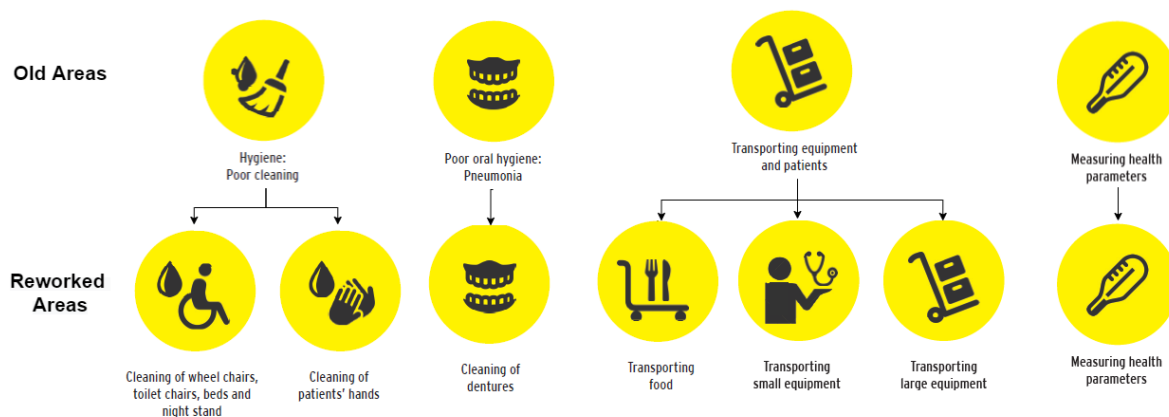 Old Areas
Hygiene:
Poor cleaning
Poor oral hygiene:
Pneumonia
Transporting equipment
and patients
Measuring health
parameters
Reworked
Areas
Cleaning of wheel chairs,
toilet chairs, beds and
night stand
Cleaning of
patients' hands
Cleaning of
dentures
Transporting
food
Transporting
small equipment
Transporting
large equipment
Measuring health
parameters